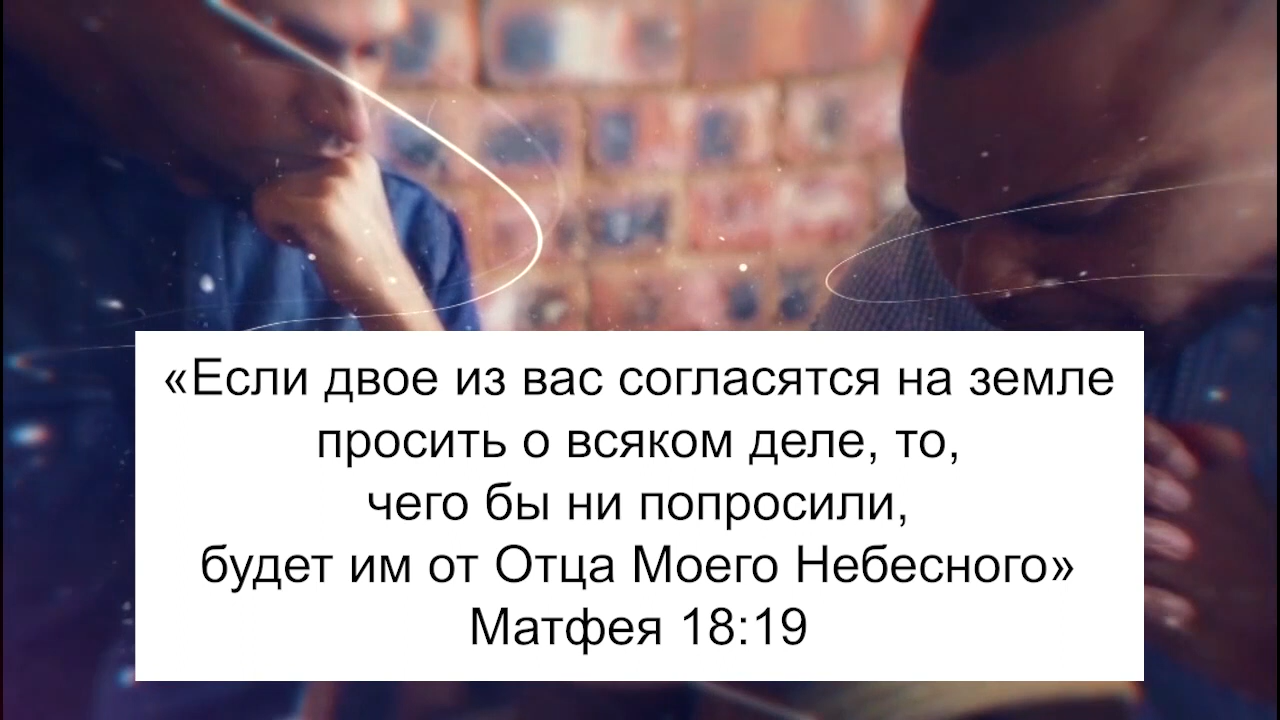 «Если двое из вас согласятся на земле
просить о всяком деле, то,
чего бы ни попросили,
будет им от Отца Моего Небесного»
Матфея 18:19